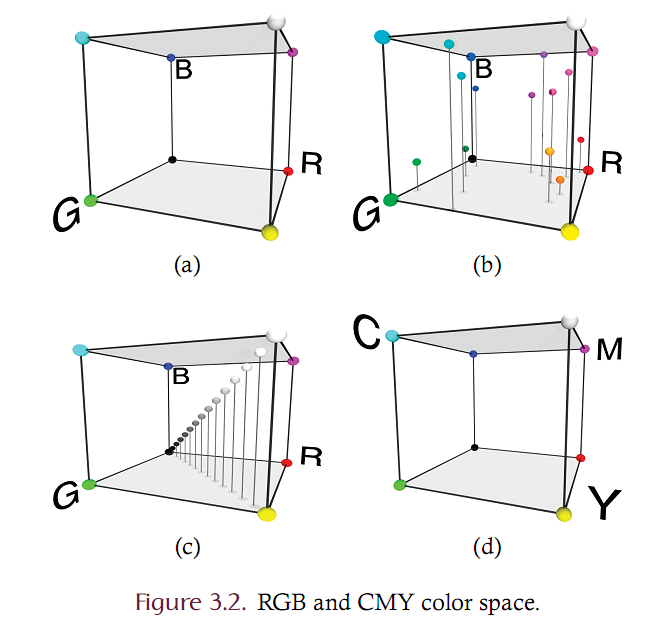 B
R
G
(a)
B
R
G
(b)
B
R
G
(c)
C
M
Y
(d)
Figure 3.2. RGB and CMY color space.